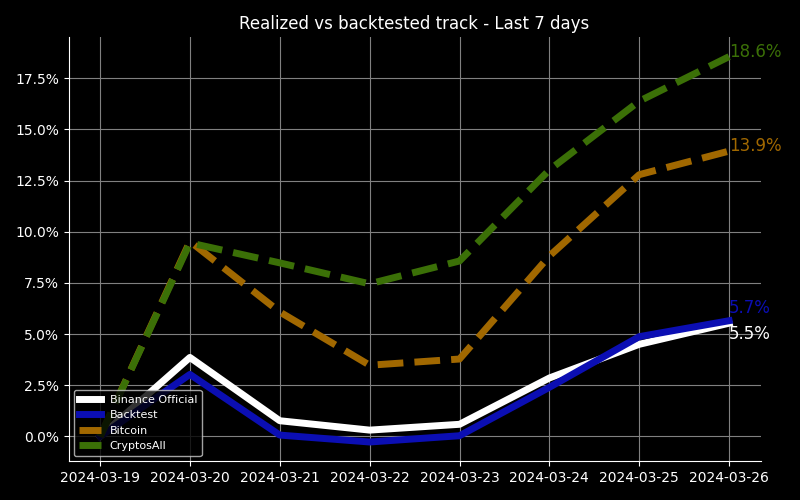 Realized vs backtested track - Last 7 days
18.6%
17.5%
15.0%
13.9%
12.5%
10.0%
7.5%
5.7%
5.0%
5.5%
2.5%
0.0%
Binance Official
Backtest
Bitcoin
CryptosAll
2024-03-19 2024-03-20 2024-03-21 2024-03-22 2024-03-23 2024-03-24 2024-03-25 2024-03-26